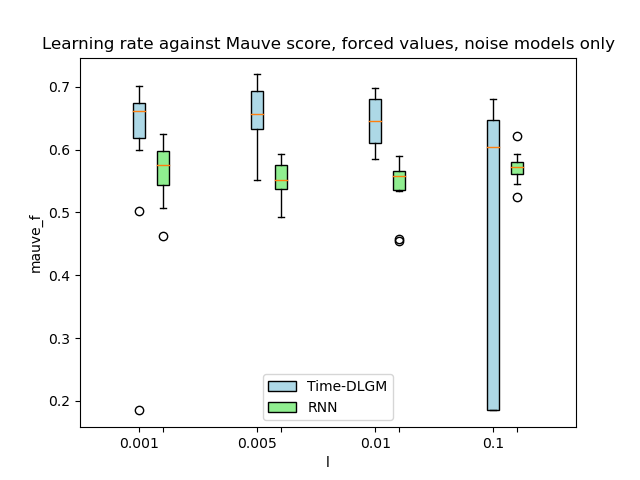 Learning rate against Mauve score, forced values, noise models only
0.7
0.6
0.5
0.4
0.3
0.2
mauve_f
Time-DLGM
RNN
0.001 0.005 0.01 0.1
l